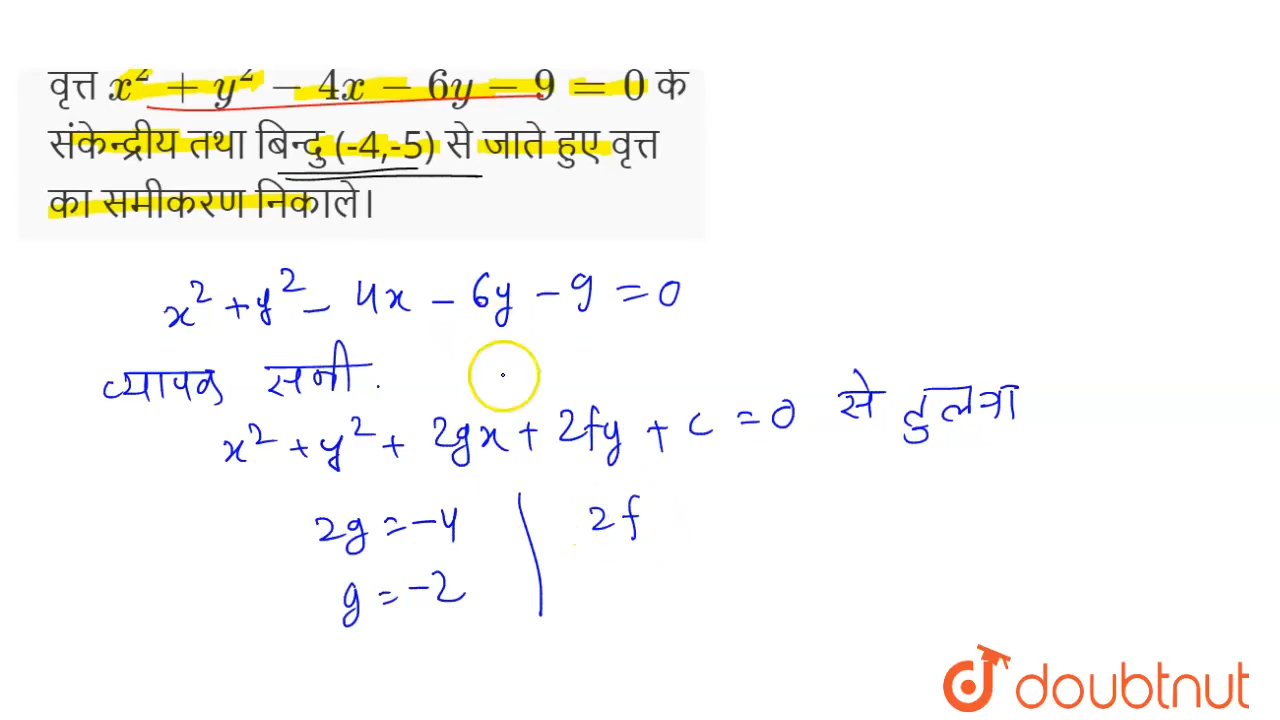 वृत्त x² + y² − 4x − 6y − 9 = 0 के
संकेन्द्रीय तथा बिन्दु (-4,-5) से जाते हुए वृत्त
का समीकरण निकाले।
x² + y² − 4x − 6y − 9 = 0
व्यापक समी.
x² + y² + 2gx + 2fy + c = 0 से तुलना
2g = −4 | 2f
g = −2
doubtnut